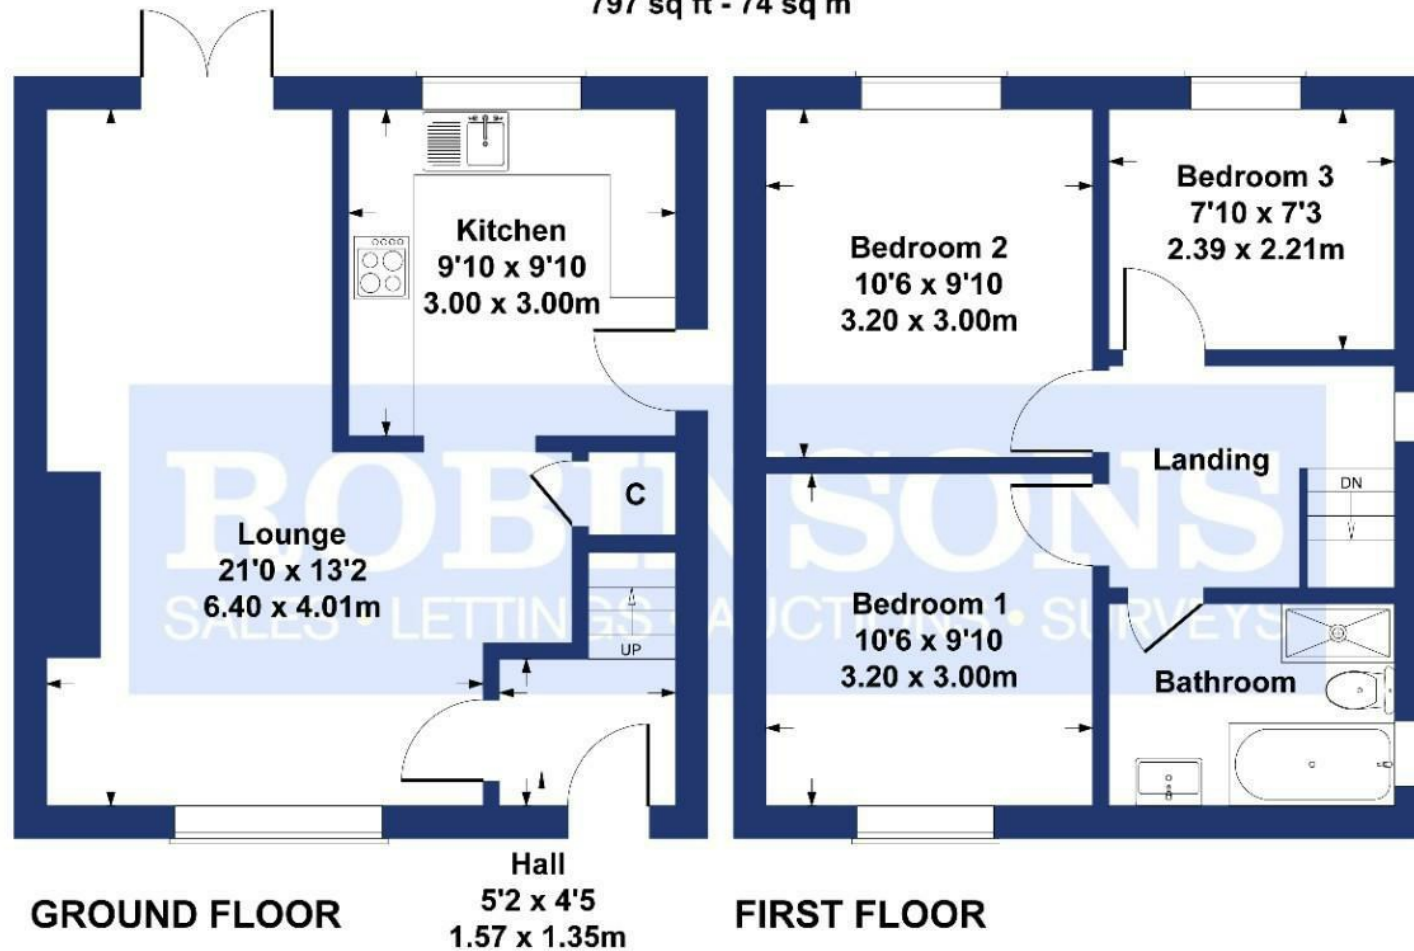 797 sq ft - 74 sq m
Kitchen
9'10 x 9'10
3.00 x 3.00m
Lounge
21'0 x 13'2
6.40 x 4.01m
C
UP
Hall
5'2 x 4'5
1.57 x 1.35m
GROUND FLOOR
Bedroom 2
10'6 x 9'10
3.20 x 3.00m
Bedroom 3
7'10 x 7'3
2.39 x 2.21m
Landing
DN
Bedroom 1
10'6 x 9'10
3.20 x 3.00m
Bathroom
FIRST FLOOR
ROBINSONS
SALES • LETTINGS • AUCTIONS • SURVEYS